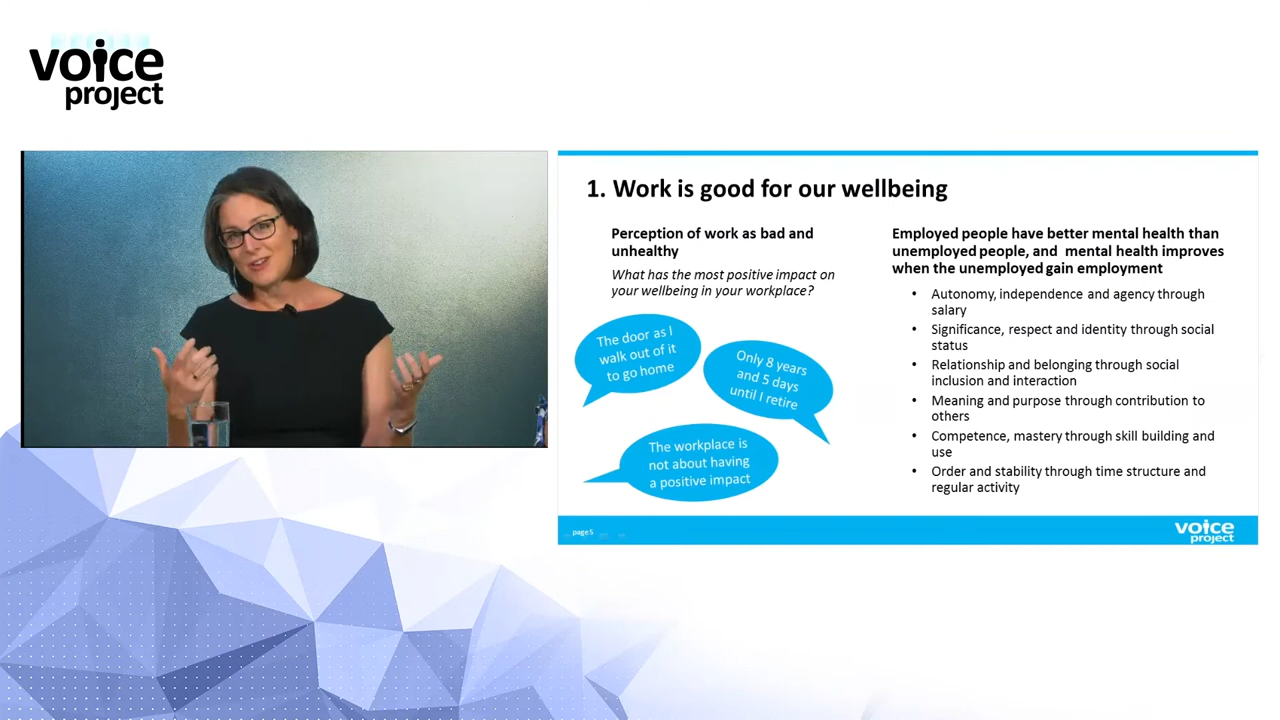 voice
project
1. Work is good for our wellbeing
Perception of work as bad and
unhealthy
What has the most positive impact on
your wellbeing in your workplace?
The door as I
walk out of it
to go home
Only 8 years
and 5 days
until I retire
The workplace is
not about having
a positive impact
Employed people have better mental health than
unemployed people, and mental health improves
when the unemployed gain employment
• Autonomy, independence and agency through
salary
• Significance, respect and identity through social
status
• Relationship and belonging through social
inclusion and interaction
• Meaning and purpose through contribution to
others
• Competence, mastery through skill building and
use
• Order and stability through time structure and
regular activity
page5
voice
project